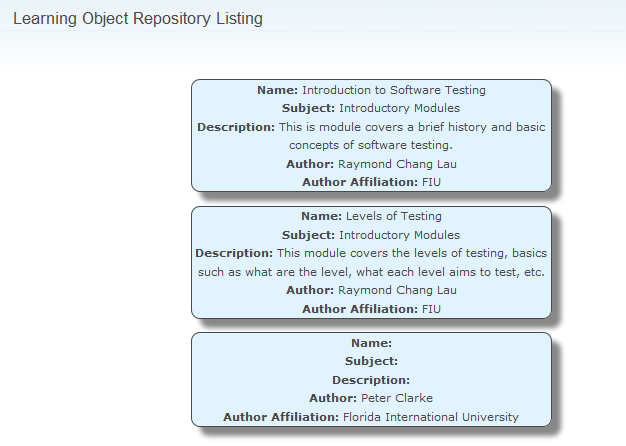 Learning Object Repository Listing
Name: Introduction to Software Testing
Subject: Introductory Modules
Description: This is module covers a brief history and basic
concepts of software testing.
Author: Raymond Chang Lau
Author Affiliation: FIU
Name: Levels of Testing
Subject: Introductory Modules
Description: This module covers the levels of testing, basics
such as what are the level, what each level aims to test, etc.
Author: Raymond Chang Lau
Author Affiliation: FIU
Name:
Subject:
Description:
Author: Peter Clarke
Author Affiliation: Florida International University